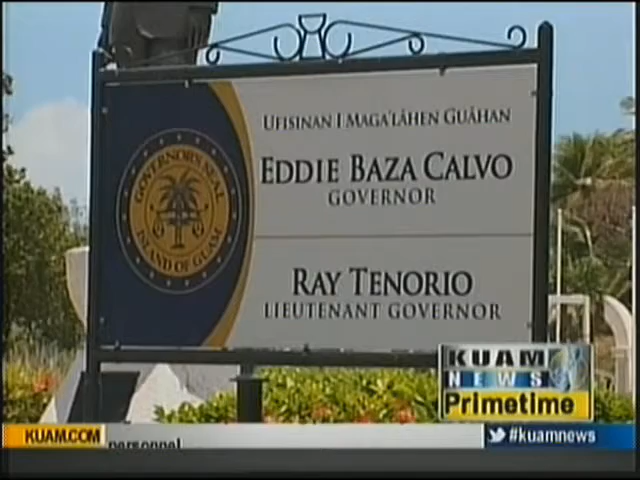 UFISINAN I MAGA'LÅHEN GUÅHAN
EDDIE BAZA CALVO
GOVERNOR
GOVERNOR'S SEAL
ISLAND OF GUAM
RAY TENORIO
LIEUTENANT GOVERNOR
KUAM
NEWS
Primetime
KUAM.COM
personnel
#kuamnews